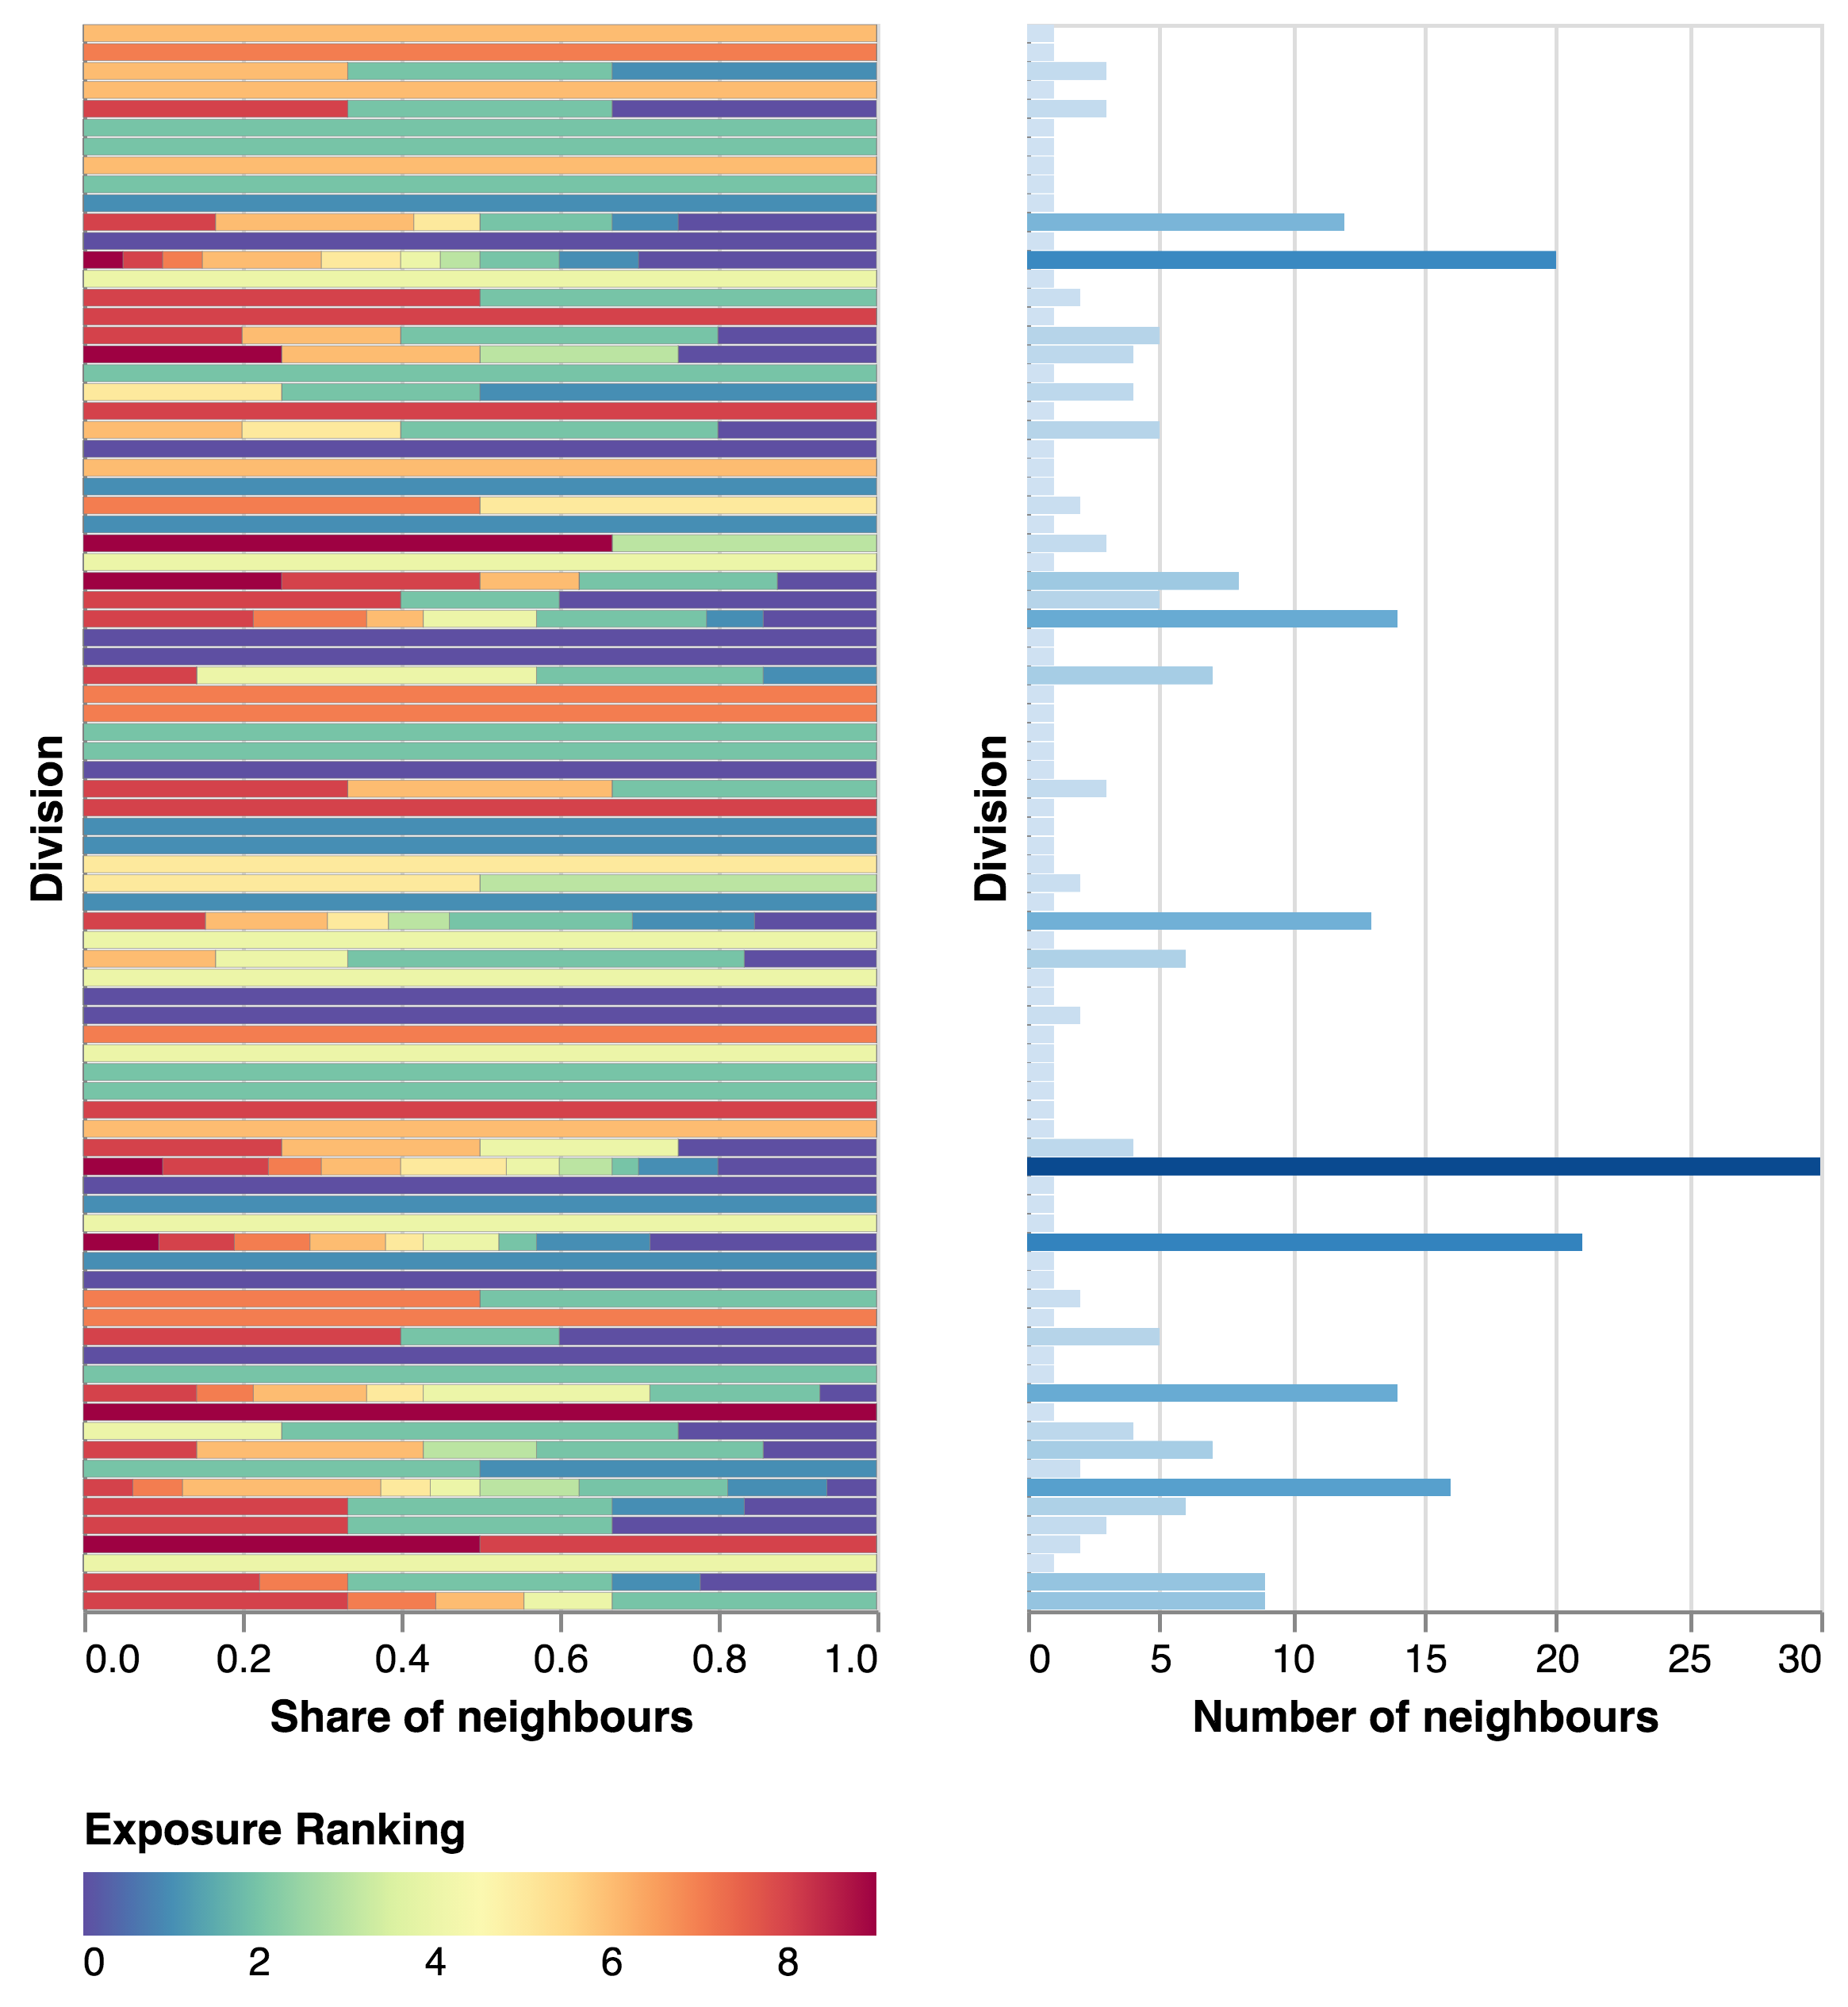 Division
Division
0.0 0.2 0.4 0.6 0.8 1.0
0 5 10 15 20 25 30
Share of neighbours
Number of neighbours
Exposure Ranking
0 2 4 6 8